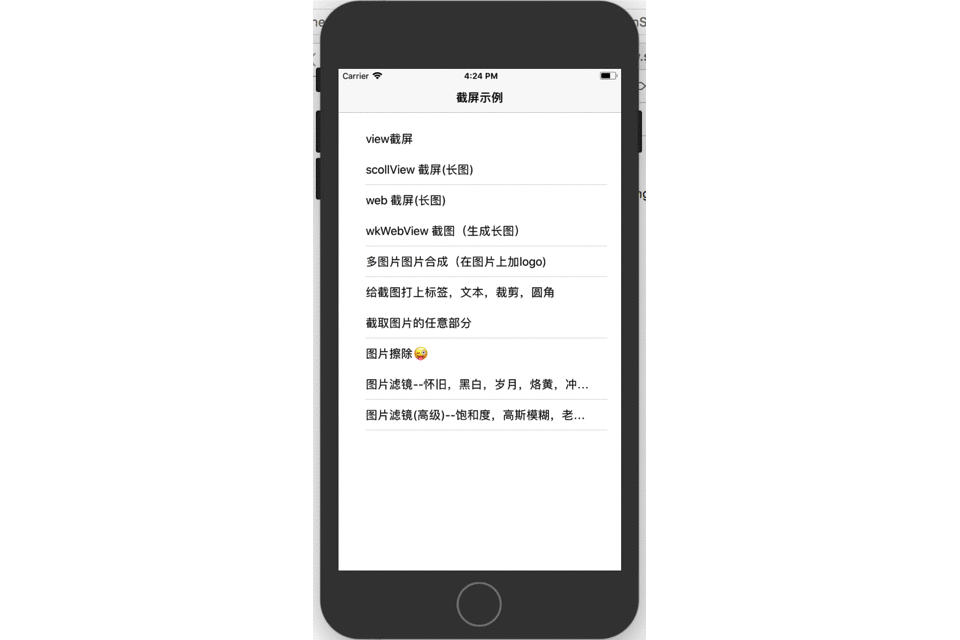 Carrier 4:24 PM
截屏示例
view截屏
scollView 截屏(长图)
web 截屏(长图)
wkWebView 截图（生成长图）
多图片图片合成（在图片上加logo)
给截图打上标签，文本，裁剪，圆角
截取图片的任意部分
图片擦除😜
图片滤镜--怀旧，黑白，岁月，烙黄，冲...
图片滤镜(高级)--饱和度，高斯模糊，老...